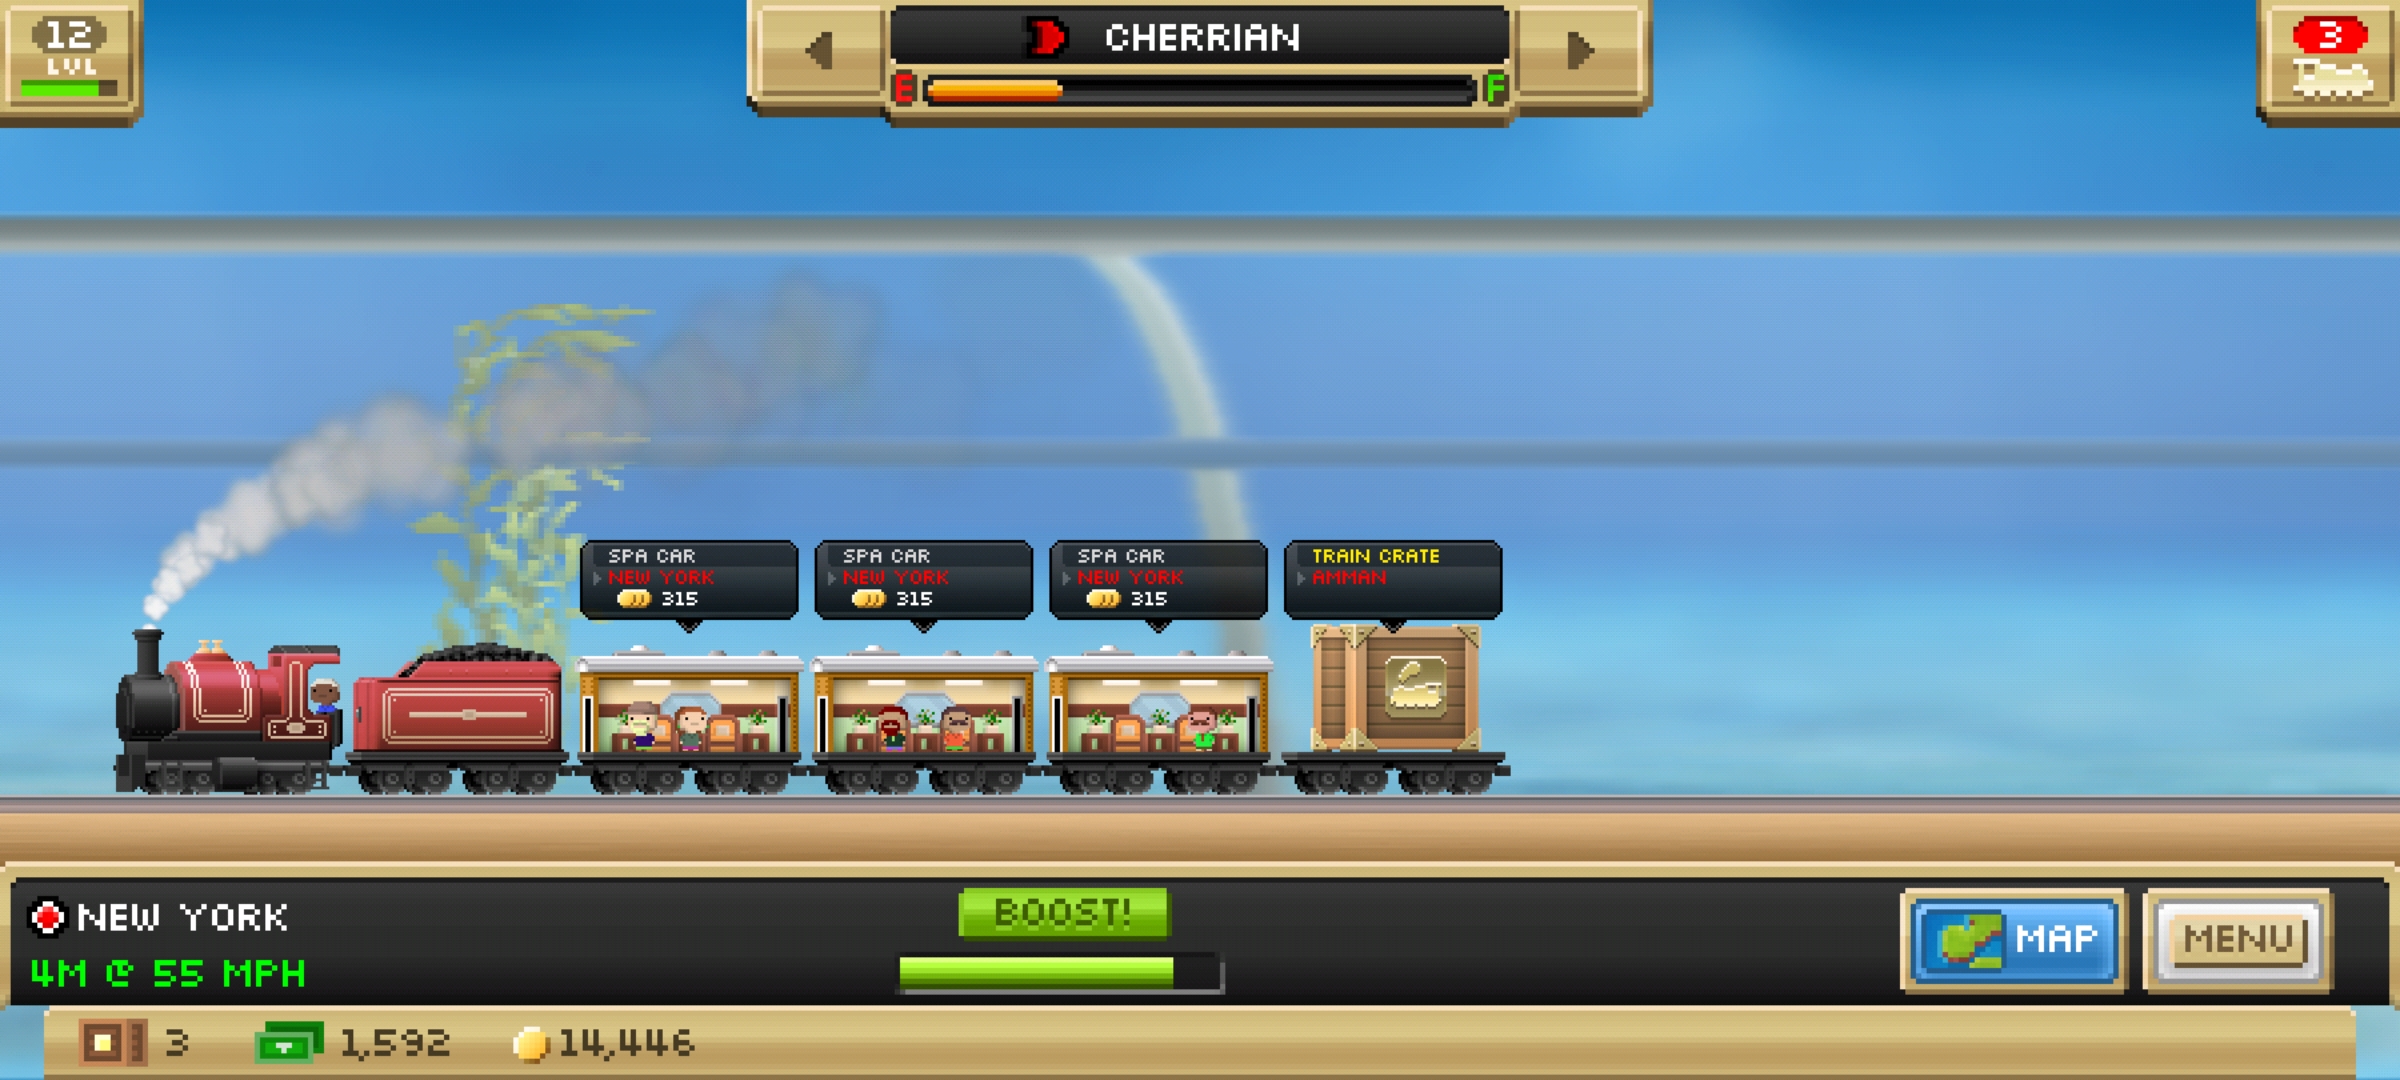 12
LVL
CHERRIAN
E F
3
SPA CAR
NEW YORK
315
SPA CAR
NEW YORK
315
SPA CAR
NEW YORK
315
TRAIN CRATE
AMMAN
NEW YORK
4M @ 55 MPH
BOOST!
MAP
MENU
3
1,592
14,446